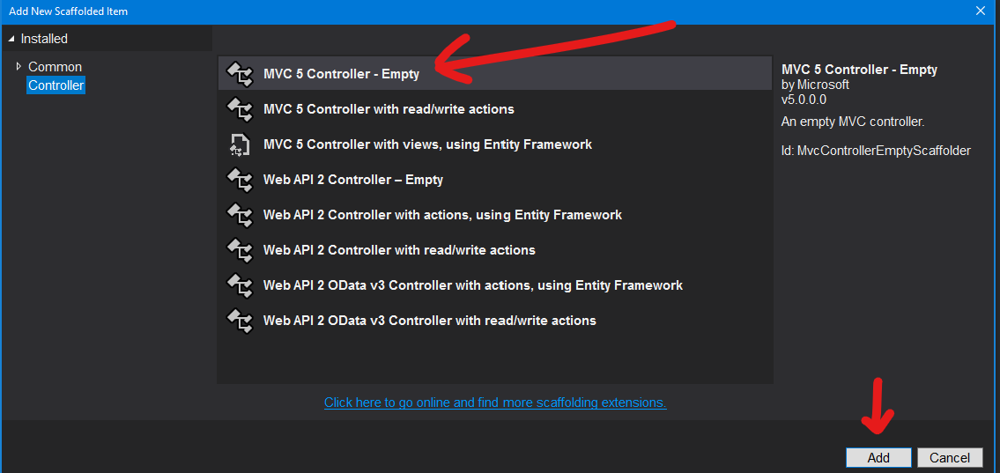 Add New Scaffolded Item
Installed
Common
Controller
MVC 5 Controller - Empty
MVC 5 Controller with read/write actions
MVC 5 Controller with views, using Entity Framework
Web API 2 Controller – Empty
Web API 2 Controller with actions, using Entity Framework
Web API 2 Controller with read/write actions
Web API 2 OData v3 Controller with actions, using Entity Framework
Web API 2 OData v3 Controller with read/write actions
Click here to go online and find more scaffolding extensions.
MVC 5 Controller - Empty
by Microsoft
v5.0.0.0
An empty MVC controller.
Id: MvcControllerEmptyScaffolder
Add
Cancel